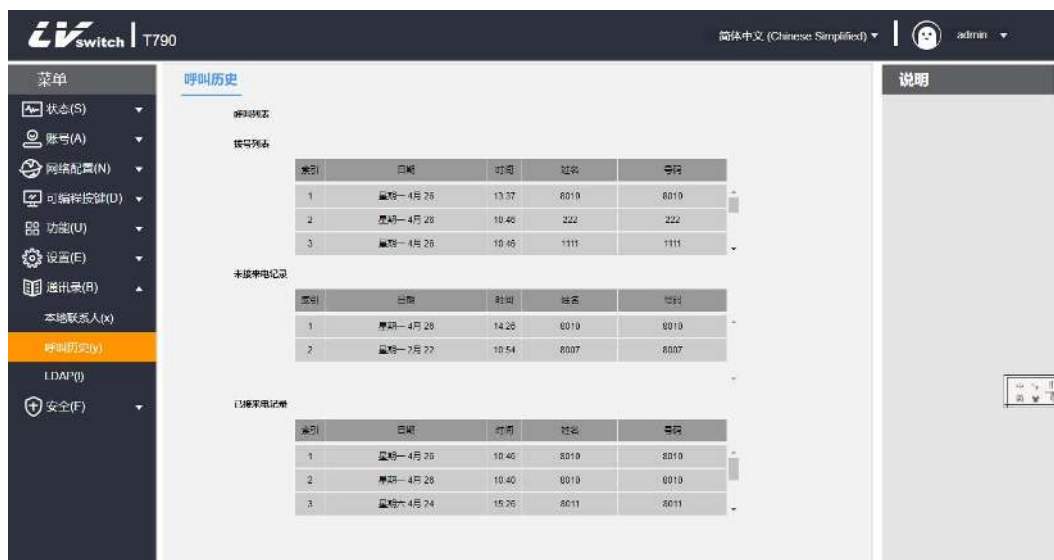 LVswitch T790
简体中文 (Chinese Simplified) admin
菜单
呼叫历史
说明
状态(S)
账号(A)
网络配置(N)
可编程按键(D)
功能(U)
设置(E)
通讯录(B)
本地联系人(x)
呼叫历史(y)
LDAP(l)
安全(F)
呼叫列表
拨号列表
索引 日期 时间 姓名 号码
1 星期一 4月 26 13:37 8010 8010
2 星期一 4月 26 10:46 222 222
3 星期一 4月 26 10:46 1111 1111
未接来电记录
索引 日期 时间 姓名 号码
1 星期一 4月 26 14:26 8010 8010
2 星期一 2月 22 10:54 8007 8007
已接来电记录
索引 日期 时间 姓名 号码
1 星期一 4月 26 10:46 8010 8010
2 星期一 4月 26 10:40 8010 8010
3 星期六 4月 24 15:26 8011 8011
中
简